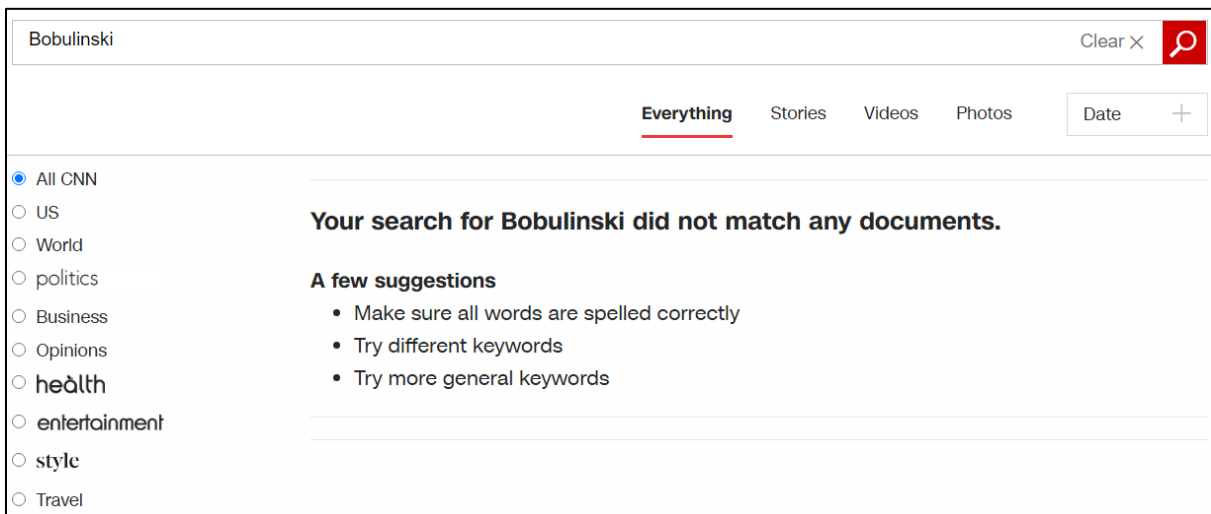 Bobulinski
Clear
Everything Stories Videos Photos Date
All CNN
US
World
politics
Business
Opinions
heàlth
entertainment
style
Travel
Your search for Bobulinski did not match any documents.
A few suggestions
• Make sure all words are spelled correctly
• Try different keywords
• Try more general keywords